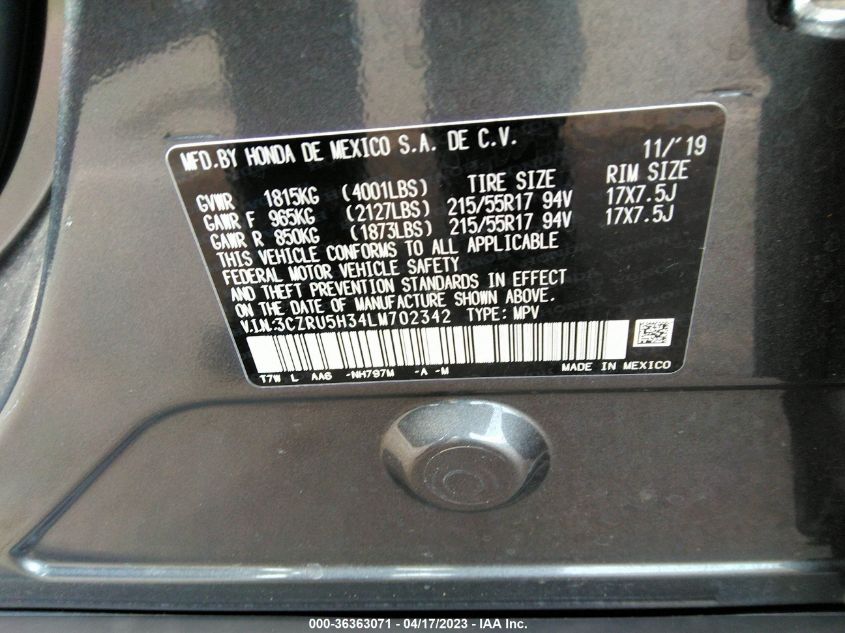 MFD.BY HONDA DE MEXICO S.A. DE C.V. 11/'19
GVWR 1815KG (4001LBS) TIRE SIZE RIM SIZE
GAWR F 965KG (2127LBS) 215/55R17 94V 17X7.5J
GAWR R 850KG (1873LBS) 215/55R17 94V 17X7.5J
THIS VEHICLE CONFORMS TO ALL APPLICABLE
FEDERAL MOTOR VEHICLE SAFETY
AND THEFT PREVENTION STANDARDS IN EFFECT
ON THE DATE OF MANUFACTURE SHOWN ABOVE.
V.I.N.:3CZRU5H34LM702342 TYPE: MPV
T7W L AA6 -NH797M -A -M MADE IN MEXICO
000-36363071 - 04/17/2023 - IAA Inc.